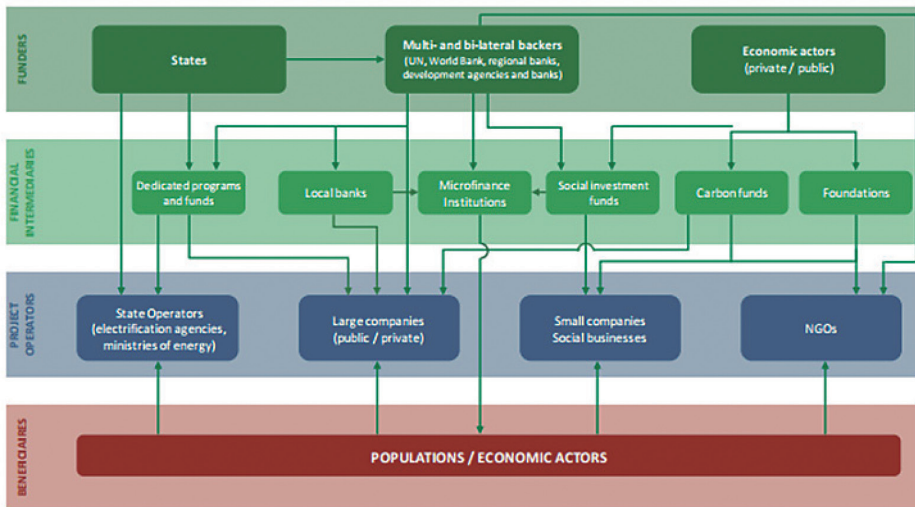 FUNDERS
States
Multi- and bi-lateral backers
(UN, World Bank, regional banks,
development agencies and banks)
Economic actors
(private / public)
FINANCIAL
INTERMEDIARIES
Dedicated programs
and funds
Local banks
Microfinance
Institutions
Social investment
funds
Carbon funds
Foundations
PROJECT
OPERATORS
State Operators
(electrification agencies,
ministries of energy)
Large companies
(public / private)
Small companies
Social businesses
NGOs
BENEFICIAIRES
POPULATIONS / ECONOMIC ACTORS